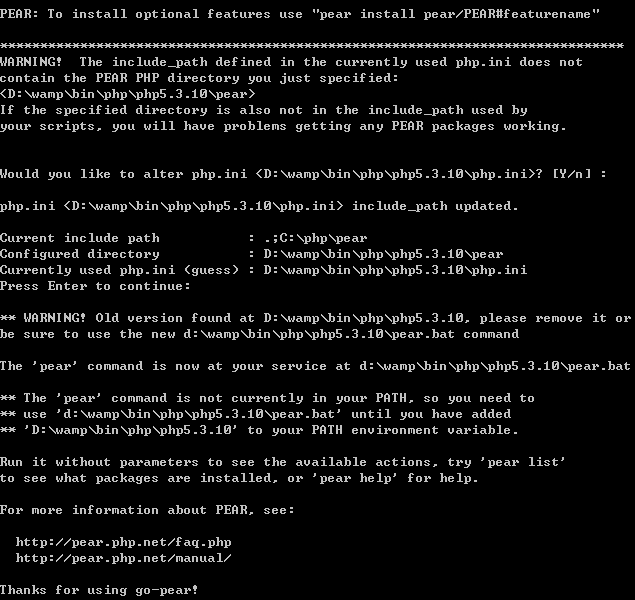 PEAR: To install optional features use "pear install pear/PEAR#featurename"
******************************************************************************
WARNING!  The include_path defined in the currently used php.ini does not
contain the PEAR PHP directory you just specified:
<D:\wamp\bin\php\php5.3.10\pear>
If the specified directory is also not in the include_path used by
your scripts, you will have problems getting any PEAR packages working.
Would you like to alter php.ini <D:\wamp\bin\php\php5.3.10\php.ini>? [Y/n] :
php.ini <D:\wamp\bin\php\php5.3.10\php.ini> include_path updated.
Current include path           : .;C:\php\pear
Configured directory           : D:\wamp\bin\php\php5.3.10\pear
Currently used php.ini (guess) : D:\wamp\bin\php\php5.3.10\php.ini
Press Enter to continue:
** WARNING! Old version found at D:\wamp\bin\php\php5.3.10, please remove it or
be sure to use the new d:\wamp\bin\php\php5.3.10\pear.bat command
The 'pear' command is now at your service at d:\wamp\bin\php\php5.3.10\pear.bat
** The 'pear' command is not currently in your PATH, so you need to
** use 'd:\wamp\bin\php\php5.3.10\pear.bat' until you have added
** 'D:\wamp\bin\php\php5.3.10' to your PATH environment variable.
Run it without parameters to see the available actions, try 'pear list'
to see what packages are installed, or 'pear help' for help.
For more information about PEAR, see:
  http://pear.php.net/faq.php
  http://pear.php.net/manual/
Thanks for using go-pear!